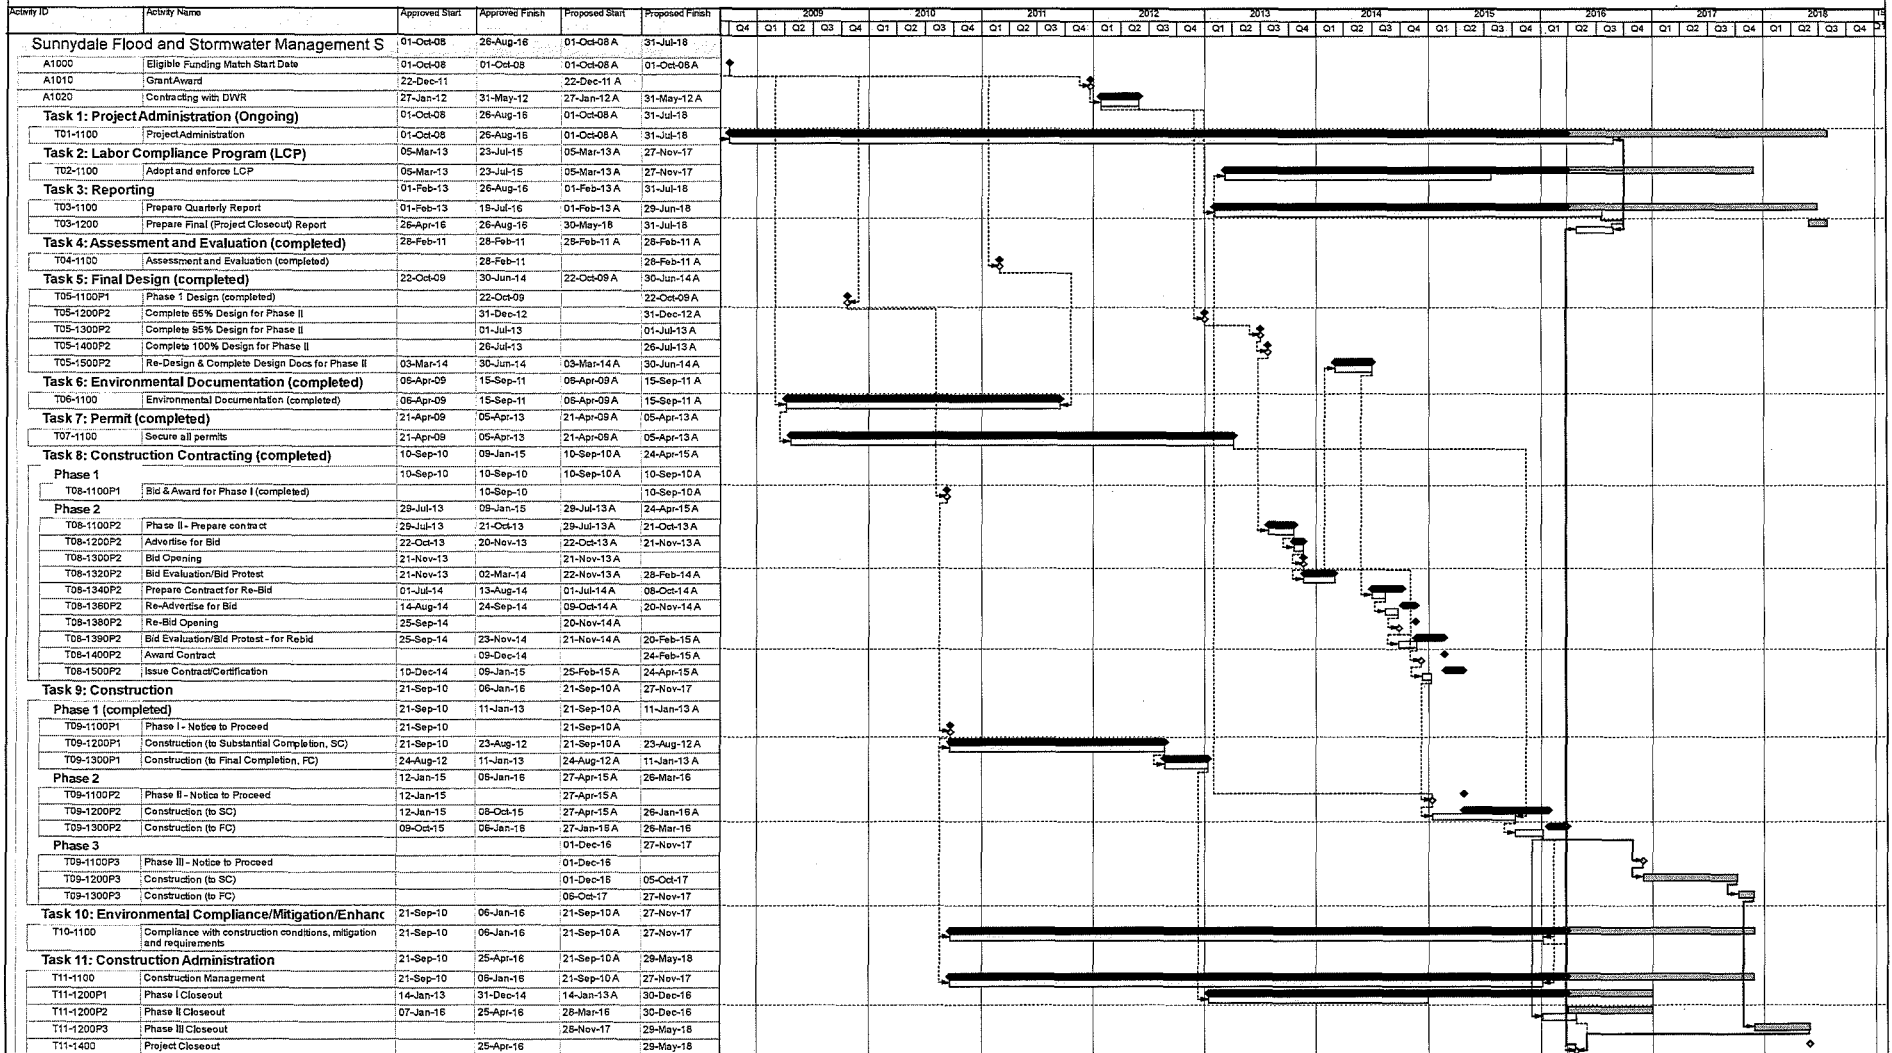 Activity ID Activity Name Approved Start Approved Finish Proposed Start Proposed Finish 2009 2010 2011 2012 2013 2014 2015 2016 2017 2018
Q4 Q1 Q2 Q3 Q4 Q1 Q2 Q3 Q4 Q1 Q2 Q3 Q4 Q1 Q2 Q3 Q4 Q1 Q2 Q3 Q4 Q1 Q2 Q3 Q4 Q1 Q2 Q3 Q4 Q1 Q2 Q3 Q4 Q1 Q2 Q3 Q4 Q1 Q2 Q3 Q4
Sunnydale Flood and Stormwater Management S 01-Oct-08 26-Aug-16 01-Oct-08 A 31-Jul-18
A1000 Eligible Funding Match Start Date 01-Oct-08 01-Oct-08 01-Oct-08 A 01-Oct-08 A
A1010 Grant Award 22-Dec-11 22-Dec-11 A
A1020 Contracting with DWR 27-Jan-12 31-May-12 27-Jan-12 A 31-May-12 A
Task 1: Project Administration (Ongoing) 01-Oct-08 26-Aug-16 01-Oct-08 A 31-Jul-18
T01-1100 Project Administration 01-Oct-08 26-Aug-16 01-Oct-08 A 31-Jul-18
Task 2: Labor Compliance Program (LCP) 05-Mar-13 23-Jul-15 05-Mar-13 A 27-Nov-17
T02-1100 Adopt and enforce LCP 05-Mar-13 23-Jul-15 05-Mar-13 A 27-Nov-17
Task 3: Reporting 01-Feb-13 26-Aug-16 01-Feb-13 A 31-Jul-18
T03-1100 Prepare Quarterly Report 01-Feb-13 19-Jul-16 01-Feb-13 A 29-Jun-18
T03-1200 Prepare Final (Project Closeout) Report 26-Apr-16 26-Aug-16 30-May-18 31-Jul-18
Task 4: Assessment and Evaluation (completed) 28-Feb-11 28-Feb-11 28-Feb-11 A 28-Feb-11 A
T04-1100 Assessment and Evaluation (completed) 28-Feb-11 28-Feb-11 A
Task 5: Final Design (completed) 22-Oct-09 30-Jun-14 22-Oct-09 A 30-Jun-14 A
T05-1100P1 Phase 1 Design (completed) 22-Oct-09 22-Oct-09 A
T05-1200P2 Complete 65% Design for Phase II 31-Dec-12 31-Dec-12 A
T05-1300P2 Complete 95% Design for Phase II 01-Jul-13 01-Jul-13 A
T05-1400P2 Complete 100% Design for Phase II 26-Jul-13 26-Jul-13 A
T05-1500P2 Re-Design & Complete Design Docs for Phase II 03-Mar-14 30-Jun-14 03-Mar-14 A 30-Jun-14 A
Task 6: Environmental Documentation (completed) 06-Apr-09 15-Sep-11 06-Apr-09 A 15-Sep-11 A
T06-1100 Environmental Documentation (completed) 06-Apr-09 15-Sep-11 06-Apr-09 A 15-Sep-11 A
Task 7: Permit (completed) 21-Apr-09 05-Apr-13 21-Apr-09 A 05-Apr-13 A
T07-1100 Secure all permits 21-Apr-09 05-Apr-13 21-Apr-09 A 05-Apr-13 A
Task 8: Construction Contracting (completed) 10-Sep-10 09-Jan-15 10-Sep-10 A 24-Apr-15 A
Phase 1 10-Sep-10 10-Sep-10 10-Sep-10 A 10-Sep-10 A
T08-1100P1 Bid & Award for Phase I (completed) 10-Sep-10 10-Sep-10 A
Phase 2 29-Jul-13 09-Jan-15 29-Jul-13 A 24-Apr-15 A
T08-1100P2 Phase II - Prepare contract 29-Jul-13 21-Oct-13 29-Jul-13 A 21-Oct-13 A
T08-1200P2 Advertise for Bid 22-Oct-13 20-Nov-13 22-Oct-13 A 21-Nov-13 A
T08-1300P2 Bid Opening 21-Nov-13 21-Nov-13 A
T08-1320P2 Bid Evaluation/Bid Protest 21-Nov-13 02-Mar-14 22-Nov-13 A 28-Feb-14 A
T08-1340P2 Prepare Contract for Re-Bid 01-Jul-14 13-Aug-14 01-Jul-14 A 08-Oct-14 A
T08-1360P2 Re-Advertise for Bid 14-Aug-14 24-Sep-14 09-Oct-14 A 20-Nov-14 A
T08-1380P2 Re-Bid Opening 25-Sep-14 20-Nov-14 A
T08-1390P2 Bid Evaluation/Bid Protest - for Rebid 25-Sep-14 23-Nov-14 21-Nov-14 A 20-Feb-15 A
T08-1400P2 Award Contract 09-Dec-14 24-Feb-15 A
T08-1500P2 Issue Contract/Certification 10-Dec-14 09-Jan-15 25-Feb-15 A 24-Apr-15 A
Task 9: Construction 21-Sep-10 06-Jan-16 21-Sep-10 A 27-Nov-17
Phase 1 (completed) 21-Sep-10 11-Jan-13 21-Sep-10 A 11-Jan-13 A
T09-1100P1 Phase I - Notice to Proceed 21-Sep-10 21-Sep-10 A
T09-1200P1 Construction (to Substantial Completion, SC) 21-Sep-10 23-Aug-12 21-Sep-10 A 23-Aug-12 A
T09-1300P1 Construction (to Final Completion, FC) 24-Aug-12 11-Jan-13 24-Aug-12 A 11-Jan-13 A
Phase 2 12-Jan-15 06-Jan-16 27-Apr-15 A 26-Mar-16
T09-1100P2 Phase II - Notice to Proceed 12-Jan-15 27-Apr-15 A
T09-1200P2 Construction (to SC) 12-Jan-15 08-Oct-15 27-Apr-15 A 26-Jan-16 A
T09-1300P2 Construction (to FC) 09-Oct-15 06-Jan-16 27-Jan-16 A 26-Mar-16
Phase 3 01-Dec-16 27-Nov-17
T09-1100P3 Phase III - Notice to Proceed 01-Dec-16
T09-1200P3 Construction (to SC) 01-Dec-16 05-Oct-17
T09-1300P3 Construction (to FC) 06-Oct-17 27-Nov-17
Task 10: Environmental Compliance/Mitigation/Enhanc 21-Sep-10 06-Jan-16 21-Sep-10 A 27-Nov-17
T10-1100 Compliance with construction conditions, mitigation 21-Sep-10 06-Jan-16 21-Sep-10 A 27-Nov-17
and requirements
Task 11: Construction Administration 21-Sep-10 25-Apr-16 21-Sep-10 A 29-May-18
T11-1100 Construction Management 21-Sep-10 06-Jan-16 21-Sep-10 A 27-Nov-17
T11-1200P1 Phase I Closeout 14-Jan-13 31-Dec-14 14-Jan-13 A 30-Dec-16
T11-1200P2 Phase II Closeout 07-Jan-16 25-Apr-16 28-Mar-16 30-Dec-16
T11-1200P3 Phase III Closeout 28-Nov-17 29-May-18
T11-1400 Project Closeout 25-Apr-16 29-May-18